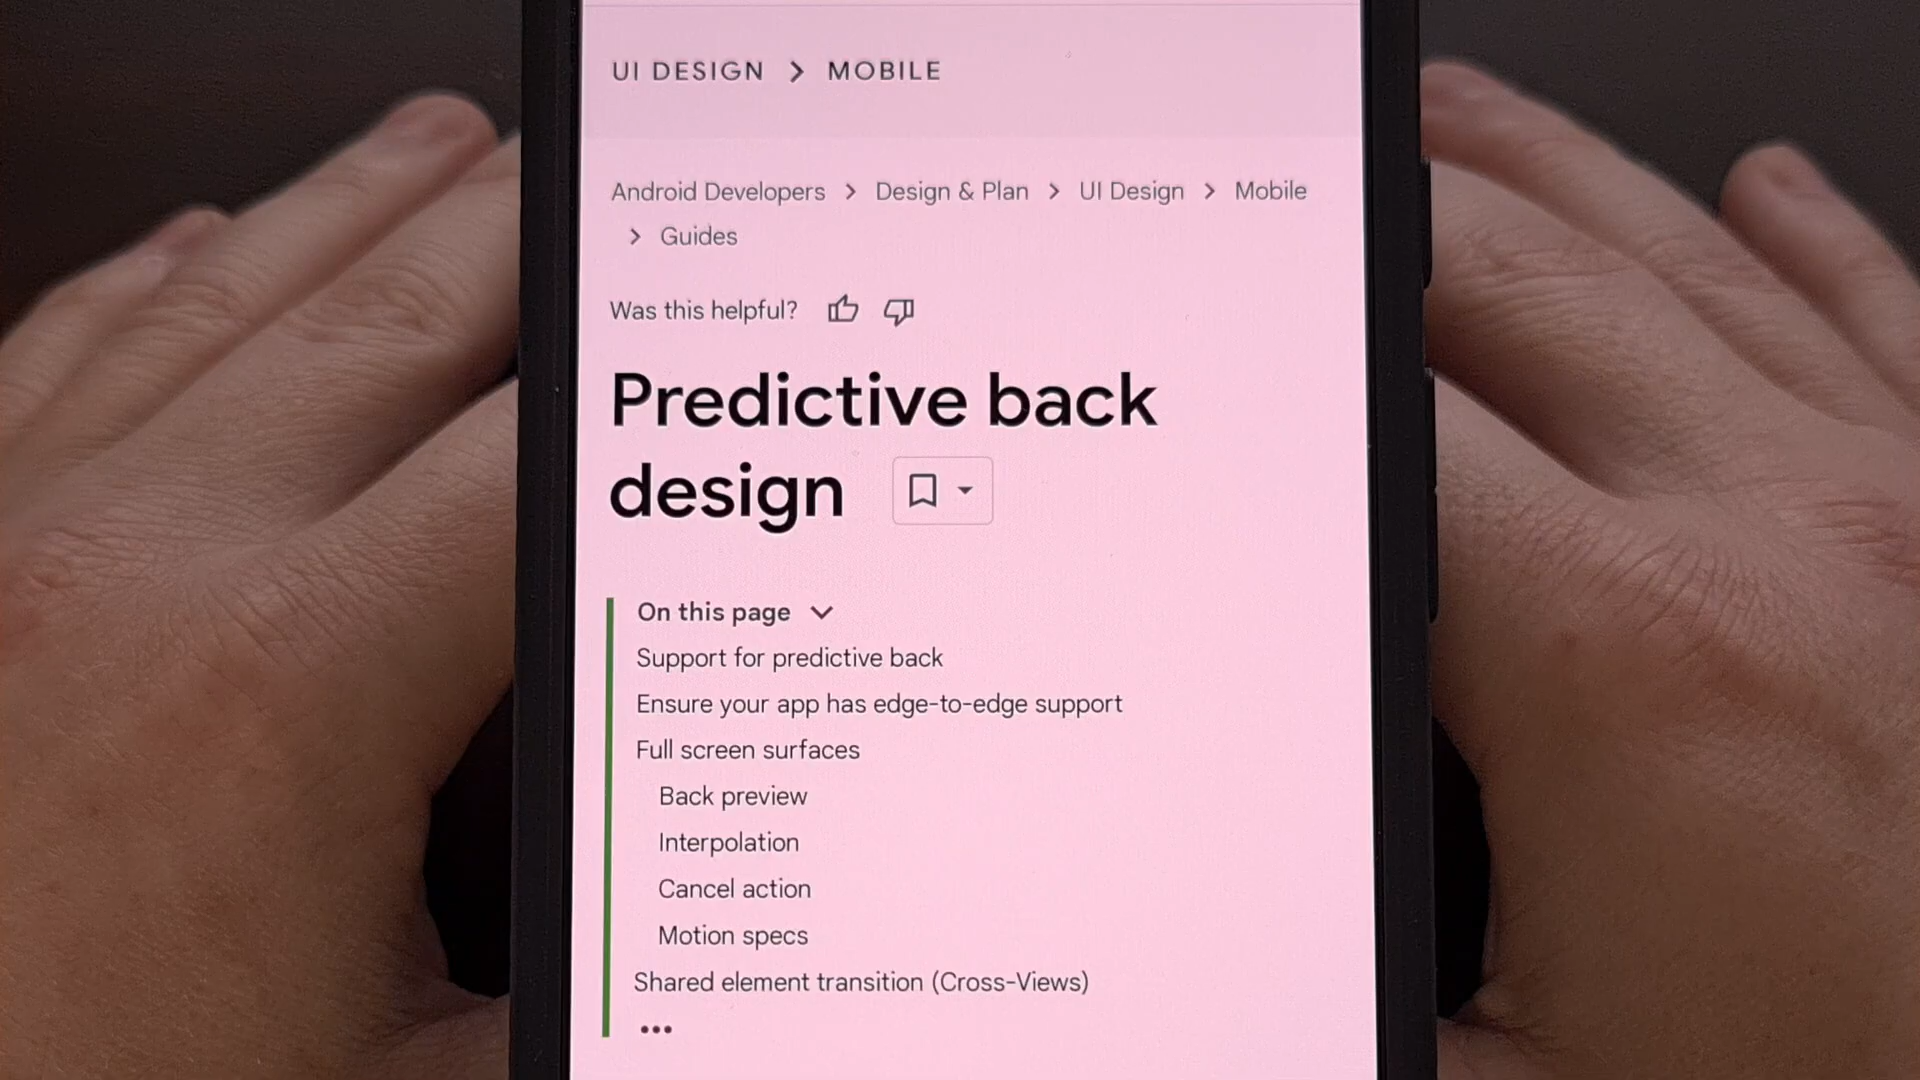 UI DESIGN > MOBILE
Android Developers > Design & Plan > UI Design > Mobile
> Guides
Was this helpful?
Predictive back
design
On this page
Support for predictive back
Ensure your app has edge-to-edge support
Full screen surfaces
Back preview
Interpolation
Cancel action
Motion specs
Shared element transition (Cross-Views)
•••